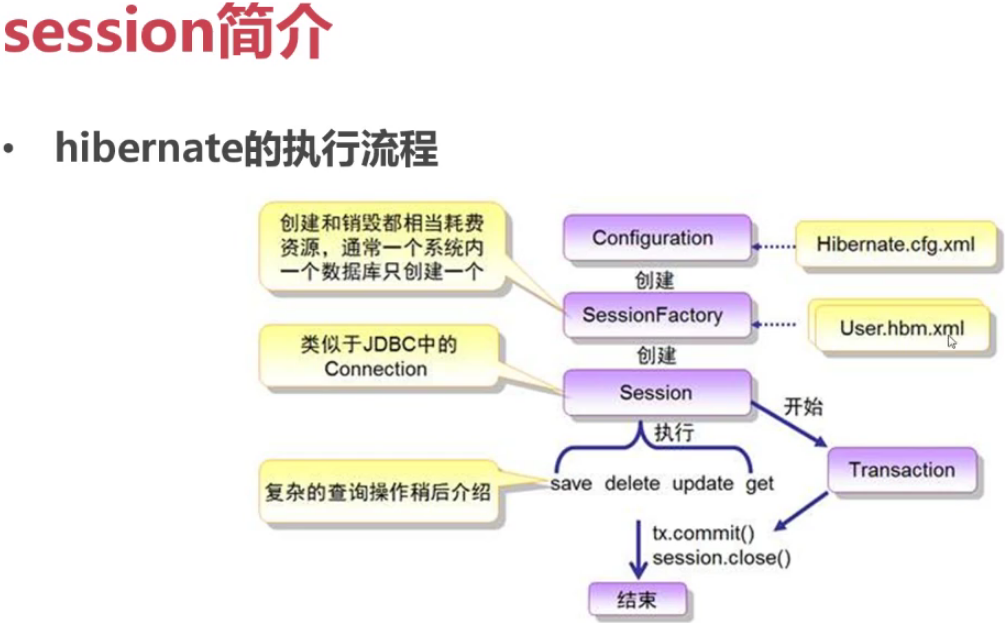 session简介
• hibernate的执行流程
创建和销毁都相当耗费
资源，通常一个系统内
一个数据库只创建一个
Configuration
Hibernate.cfg.xml
创建
SessionFactory
User.hbm.xml
创建
类似于JDBC中的
Connection
Session
开始
执行
Transaction
复杂的查询操作稍后介绍
save delete update get
tx.commit()
session.close()
结束